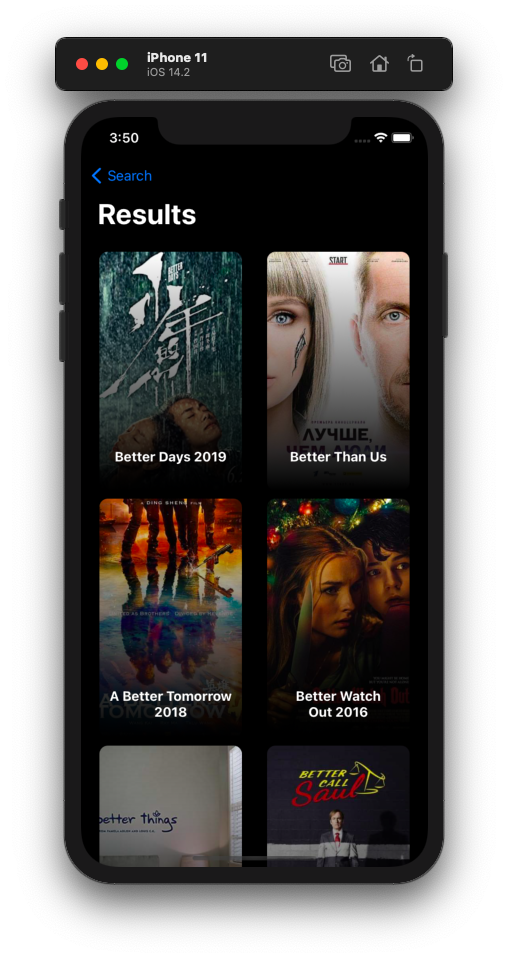 iPhone 11
iOS 14.2
3:50
Search
Results
BETTER
DAYS
少年的你
Better Days 2019
START
ЛУЧШЕ,
ЧЕМ ЛЮДИ
Better Than Us
A DING SHENG FILM
A Better Tomorrow
2018
TOMORROW
Better Watch
Out 2016
better things
BETTER
CALL
Saul